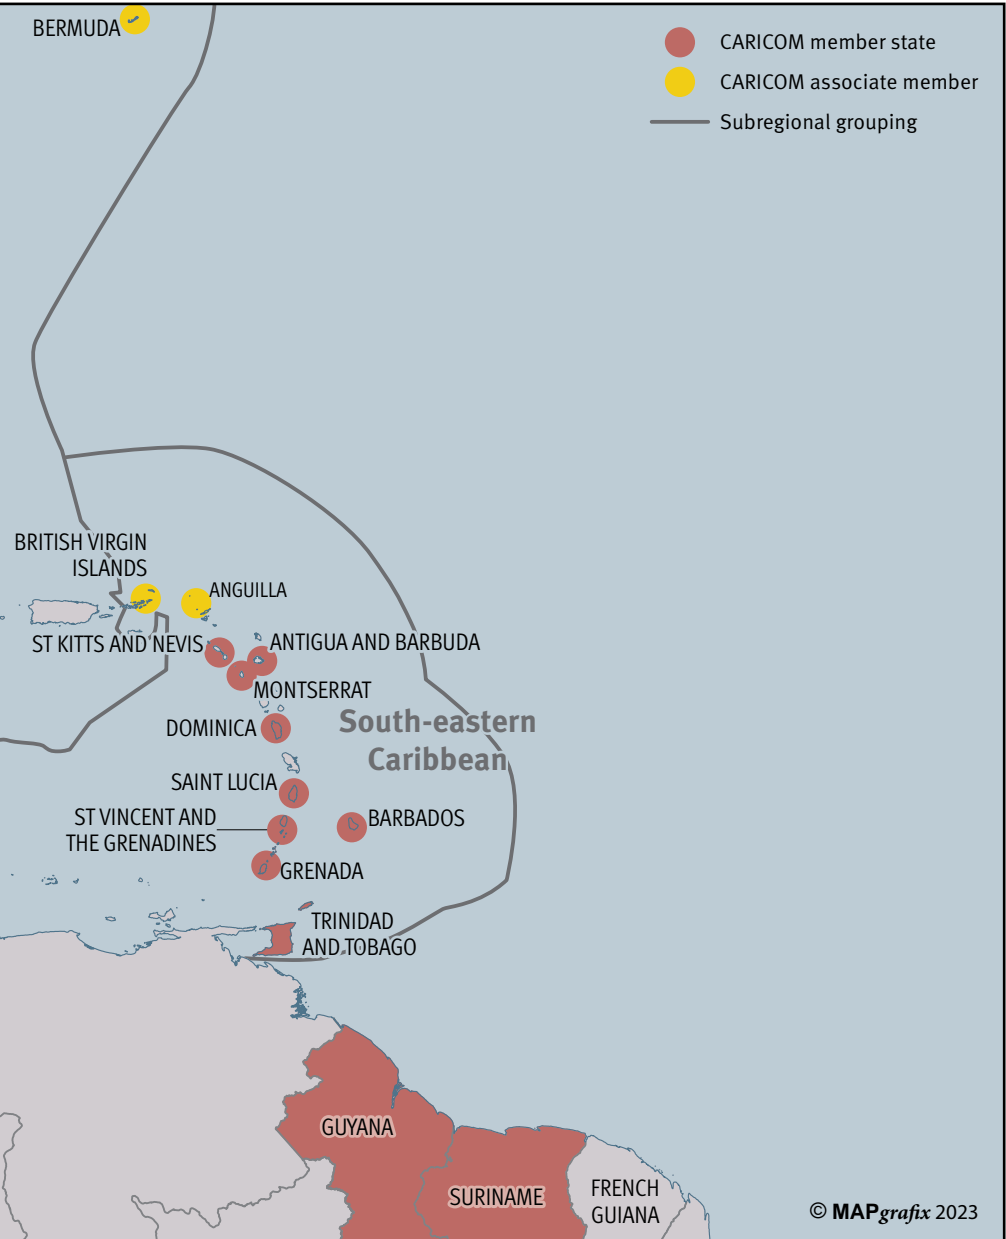 BERMUDA
CARICOM member state
CARICOM associate member
Subregional grouping
BRITISH VIRGIN
ISLANDS
ANGUILLA
ST KITTS AND NEVIS
ANTIGUA AND BARBUDA
MONTSERRAT
DOMINICA
South-eastern
Caribbean
SAINT LUCIA
ST VINCENT AND
THE GRENADINES
BARBADOS
GRENADA
TRINIDAD
AND TOBAGO
GUYANA
SURINAME
FRENCH
GUIANA
© MAPgrafix 2023